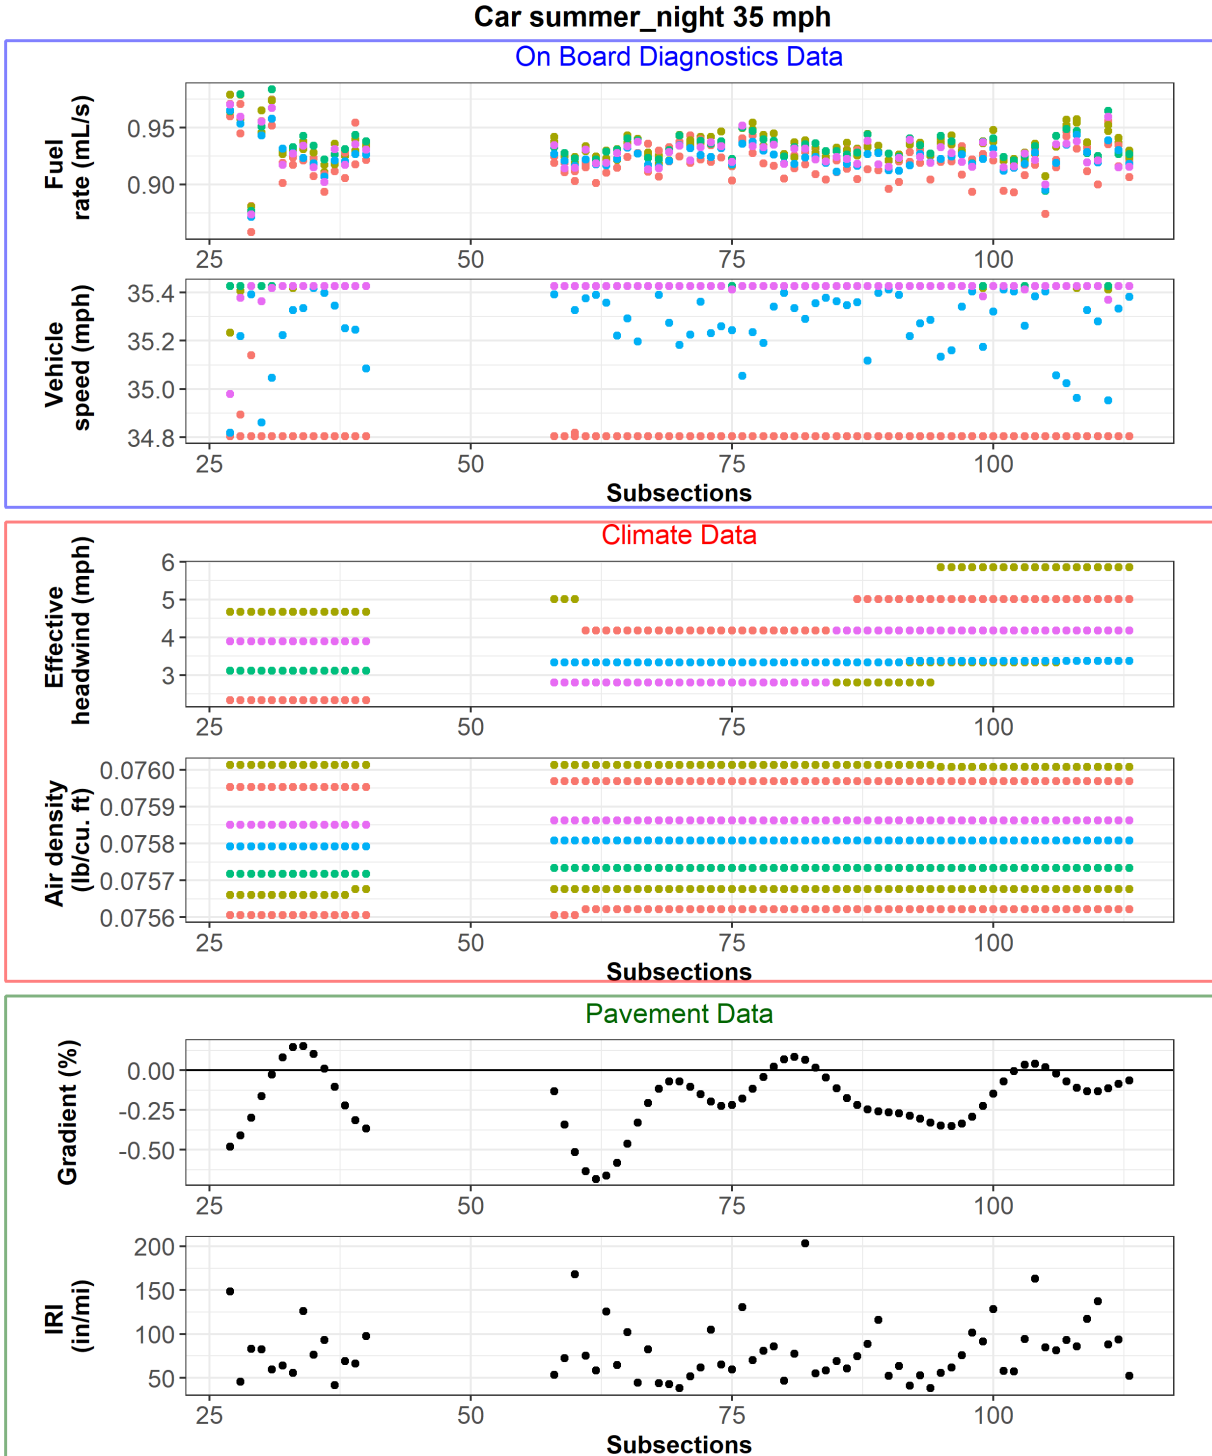 Car summer_night 35 mph
On Board Diagnostics Data
Fuel
rate (mL/s)
0.95
0.90
25 50 75 100
Vehicle
speed (mph)
35.4
35.2
35.0
34.8
25 50 75 100
Subsections
Climate Data
Effective
headwind (mph)
6
5
4
3
25 50 75 100
Air density
(lb/cu. ft)
0.0760
0.0759
0.0758
0.0757
0.0756
25 50 75 100
Subsections
Pavement Data
Gradient (%)
0.00
-0.25
-0.50
25 50 75 100
IRI
(in/mi)
200
150
100
50
25 50 75 100
Subsections